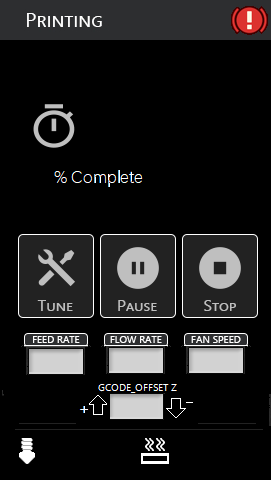 Printing
% Complete
Tune Pause Stop
FEED RATE FLOW RATE FAN SPEED
GCODE_OFFSET Z
+ −